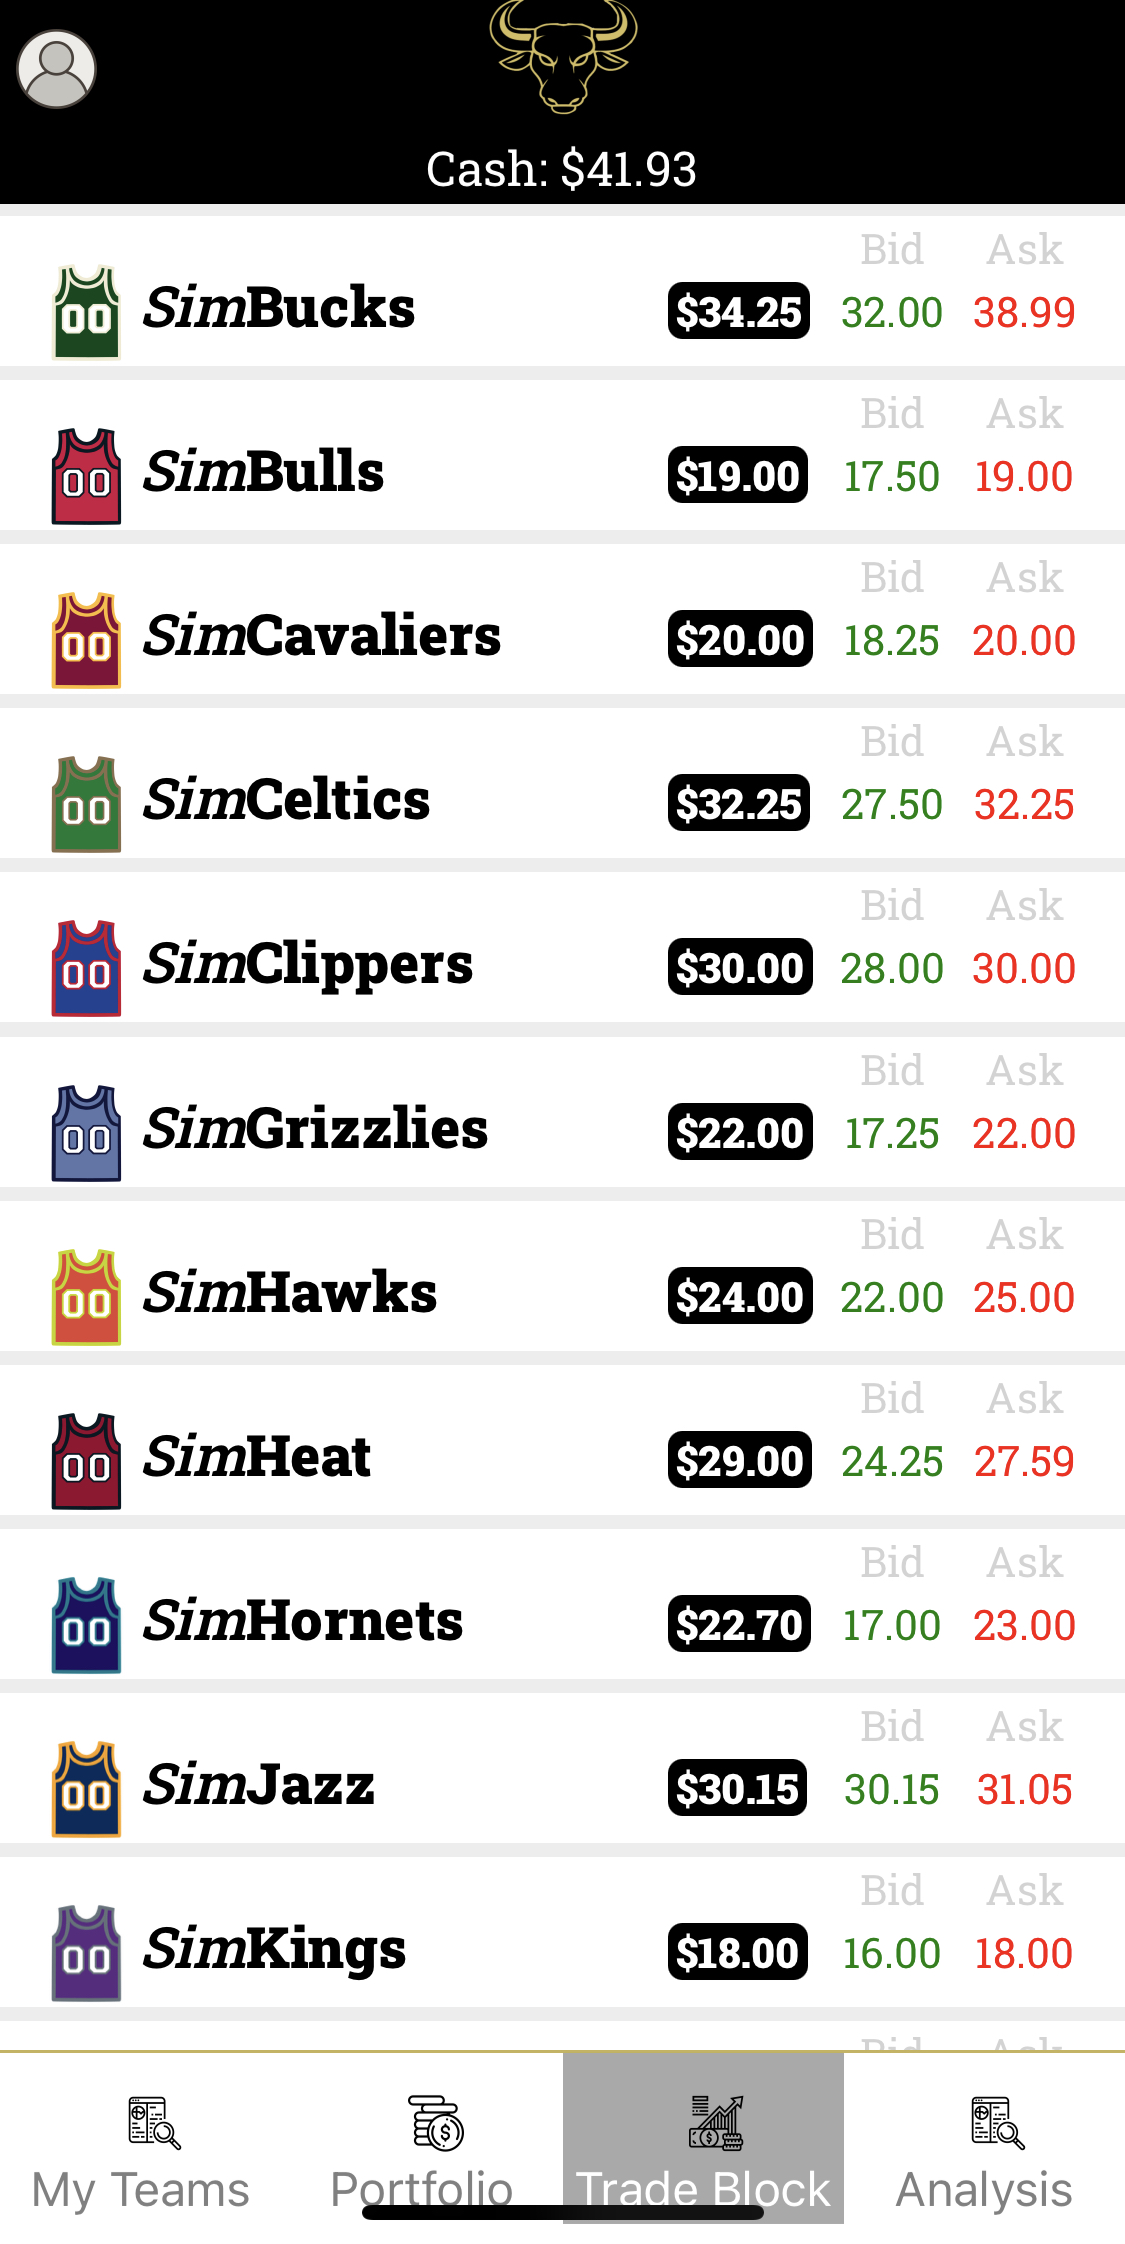 Cash: $41.93
Bid Ask
00 SimBucks $34.25 32.00 38.99
Bid Ask
00 SimBulls $19.00 17.50 19.00
Bid Ask
00 SimCavaliers $20.00 18.25 20.00
Bid Ask
00 SimCeltics $32.25 27.50 32.25
Bid Ask
00 SimClippers $30.00 28.00 30.00
Bid Ask
00 SimGrizzlies $22.00 17.25 22.00
Bid Ask
00 SimHawks $24.00 22.00 25.00
Bid Ask
00 SimHeat $29.00 24.25 27.59
Bid Ask
00 SimHornets $22.70 17.00 23.00
Bid Ask
00 SimJazz $30.15 30.15 31.05
Bid Ask
00 SimKings $18.00 16.00 18.00
Bid Ask
My Teams Portfolio Trade Block Analysis